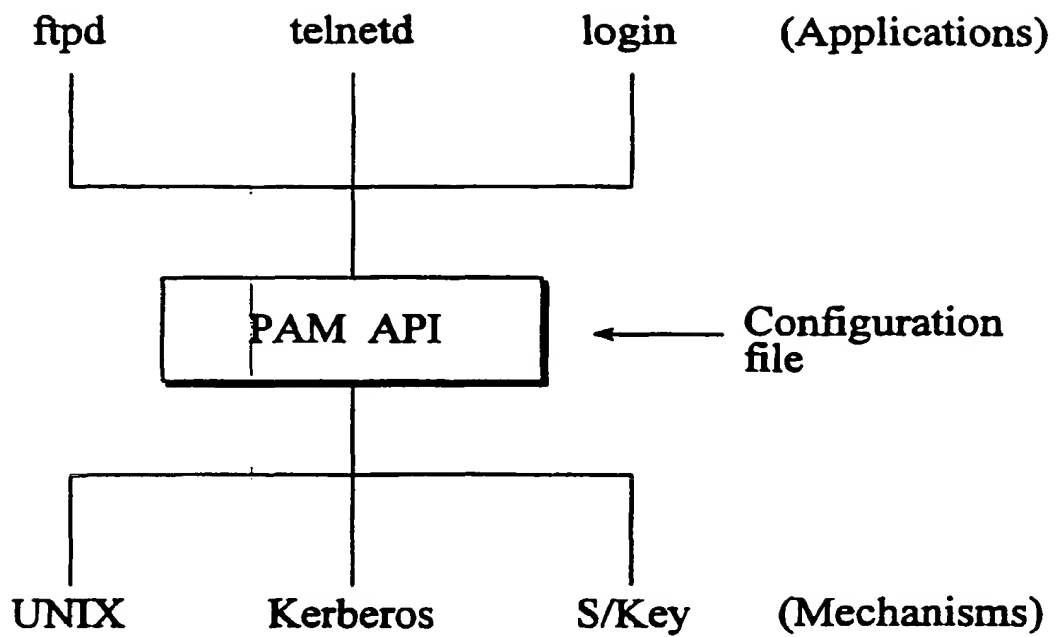 ftpd telnetd login (Applications)
PAM API
Configuration
file
UNIX Kerberos S/Key (Mechanisms)